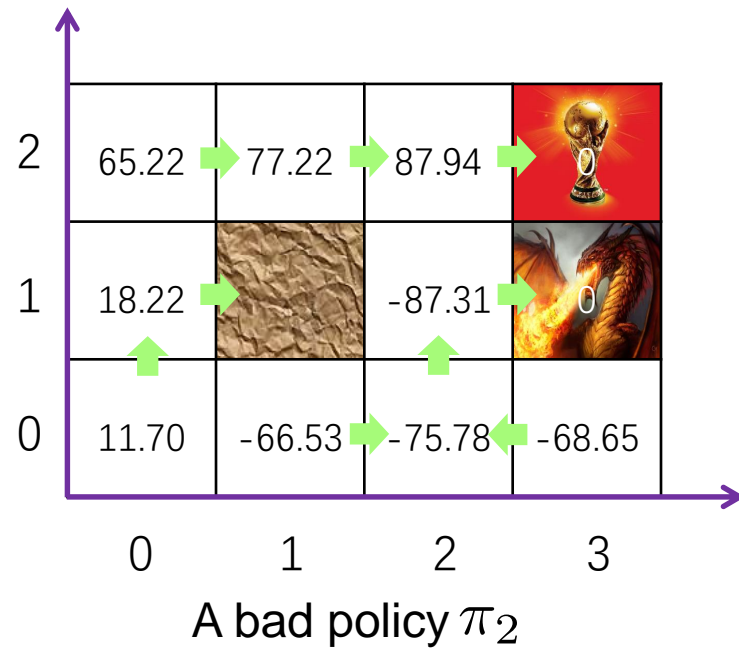 2 65.22 77.22 87.94 0
1 18.22 -87.31 0
0 11.70 -66.53 -75.78 -68.65
0 1 2 3
A bad policy π₂